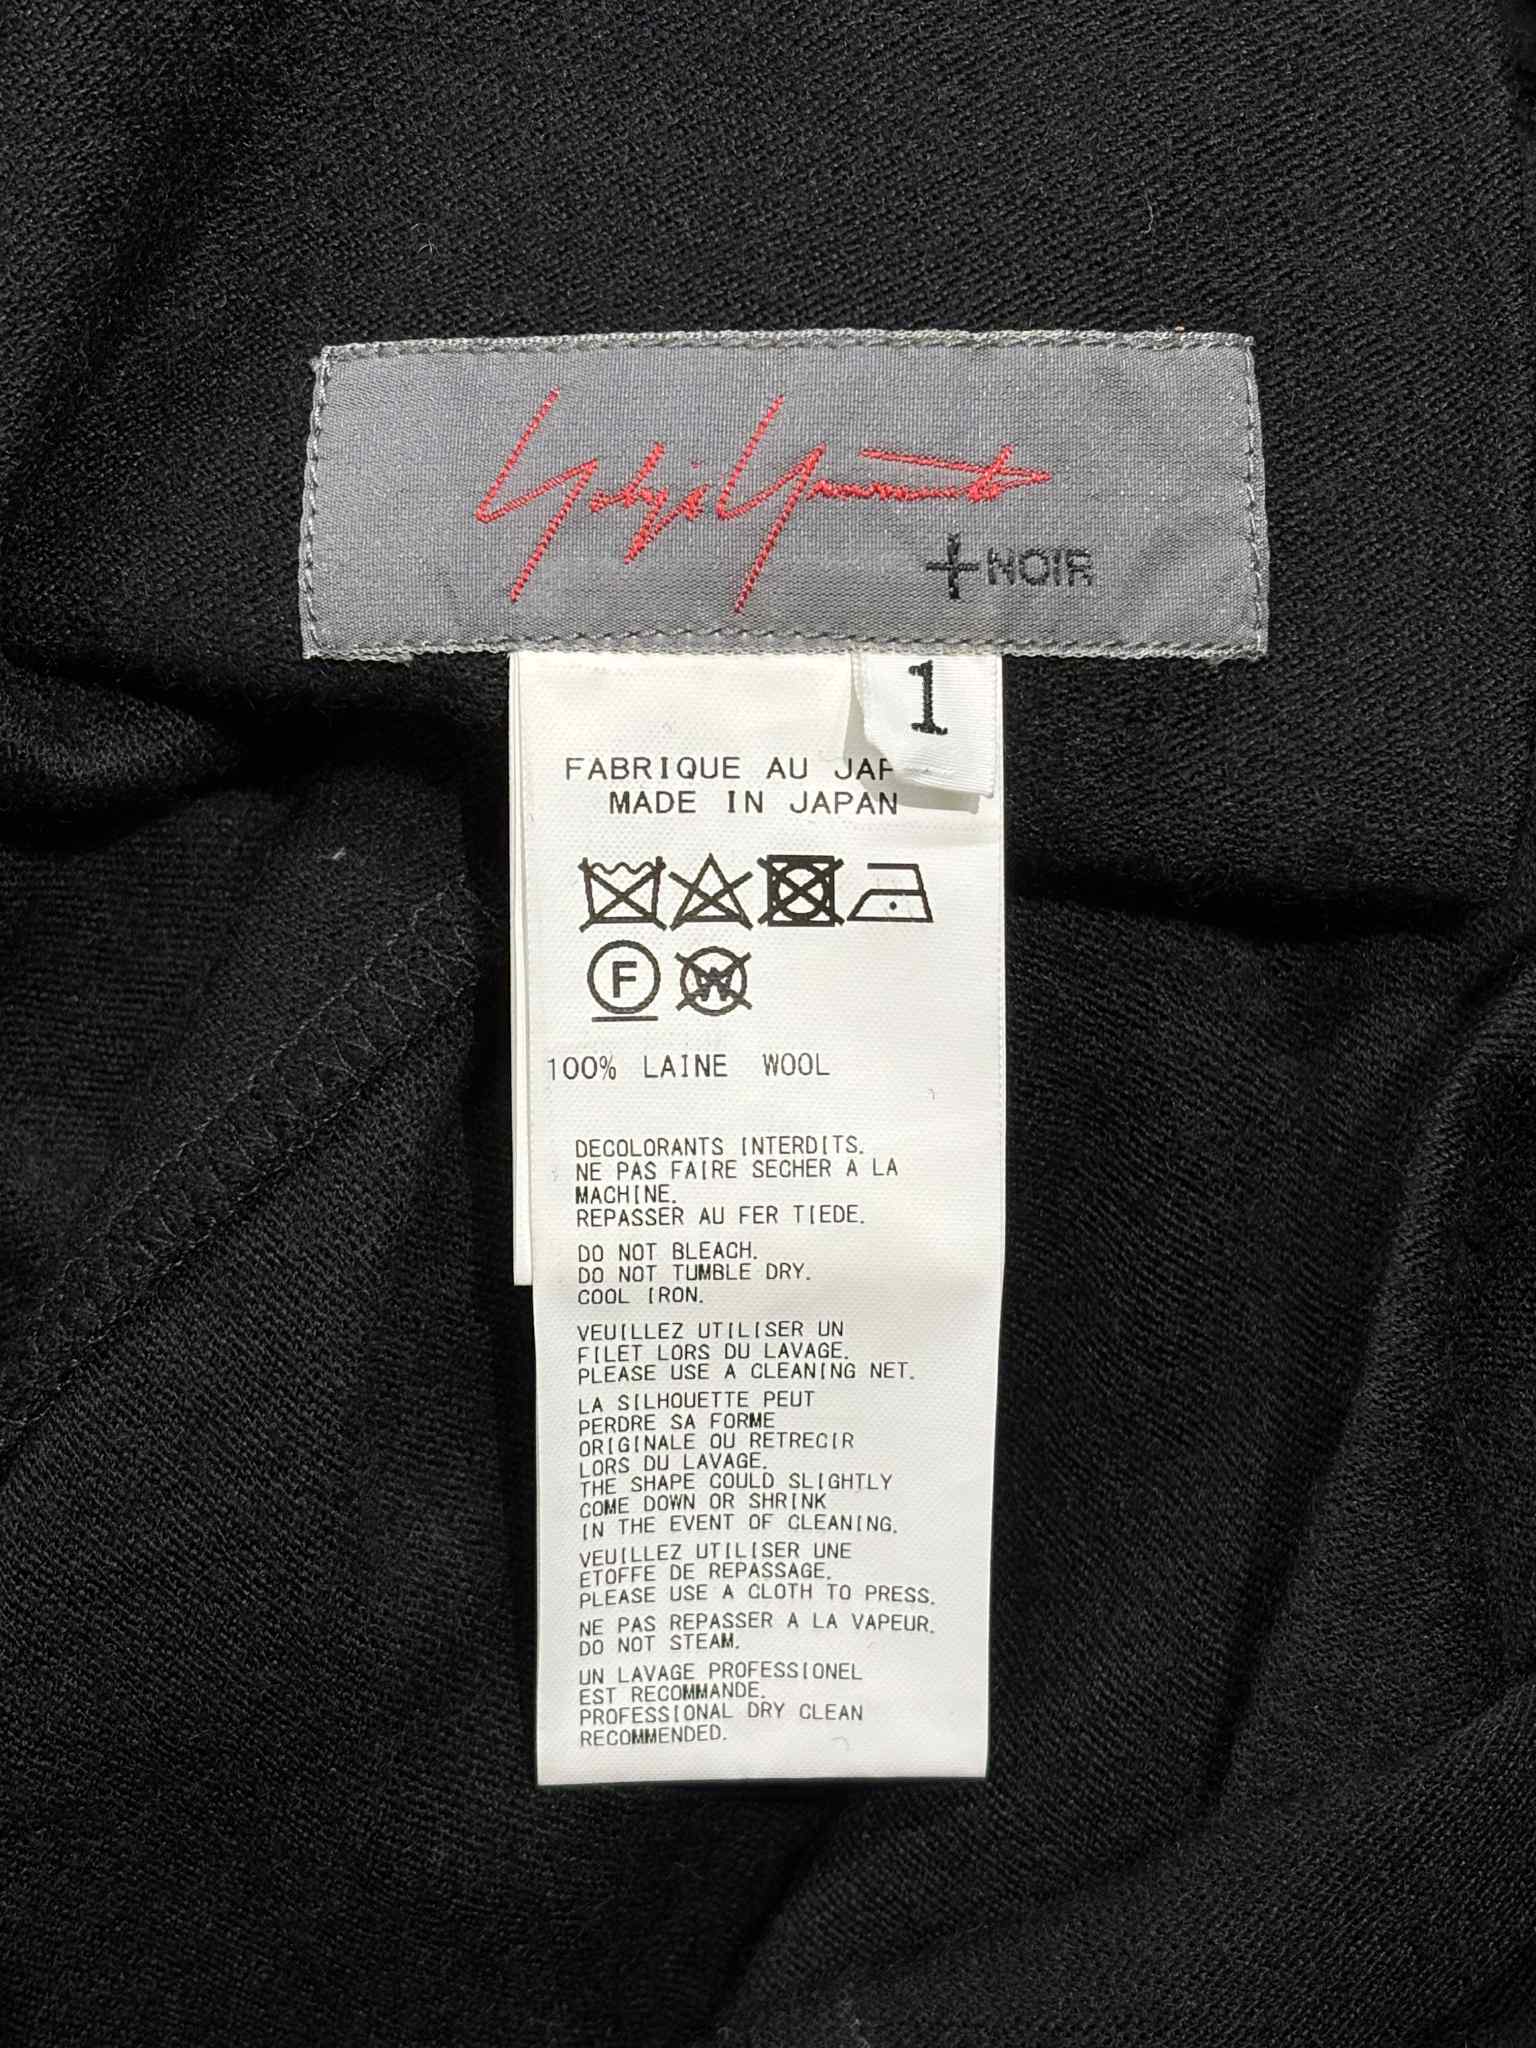 Yohji Yamamoto
+NOIR
1
FABRIQUE AU JAP
MADE IN JAPAN
F W
100% LAINE WOOL
DECOLORANTS INTERDITS.
NE PAS FAIRE SECHER A LA
MACHINE.
REPASSER AU FER TIEDE.
DO NOT BLEACH.
DO NOT TUMBLE DRY.
COOL IRON.
VEUILLEZ UTILISER UN
FILET LORS DU LAVAGE.
PLEASE USE A CLEANING NET.
LA SILHOUETTE PEUT
PERDRE SA FORME
ORIGINALE OU RETRECIR
LORS DU LAVAGE.
THE SHAPE COULD SLIGHTLY
COME DOWN OR SHRINK
IN THE EVENT OF CLEANING.
VEUILLEZ UTILISER UNE
ETOFFE DE REPASSAGE.
PLEASE USE A CLOTH TO PRESS.
NE PAS REPASSER A LA VAPEUR.
DO NOT STEAM.
UN LAVAGE PROFESSIONEL
EST RECOMMANDE.
PROFESSIONAL DRY CLEAN
RECOMMENDED.